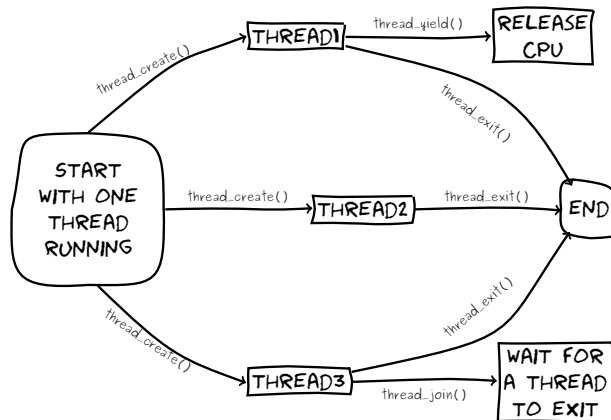 thread_create()
THREAD1
thread_yield()
RELEASE
CPU
thread_exit()
START
WITH ONE
THREAD
RUNNING
thread_create()
THREAD2
thread_exit()
END
thread_create()
THREAD3
thread_exit()
thread_join()
WAIT FOR
A THREAD
TO EXIT